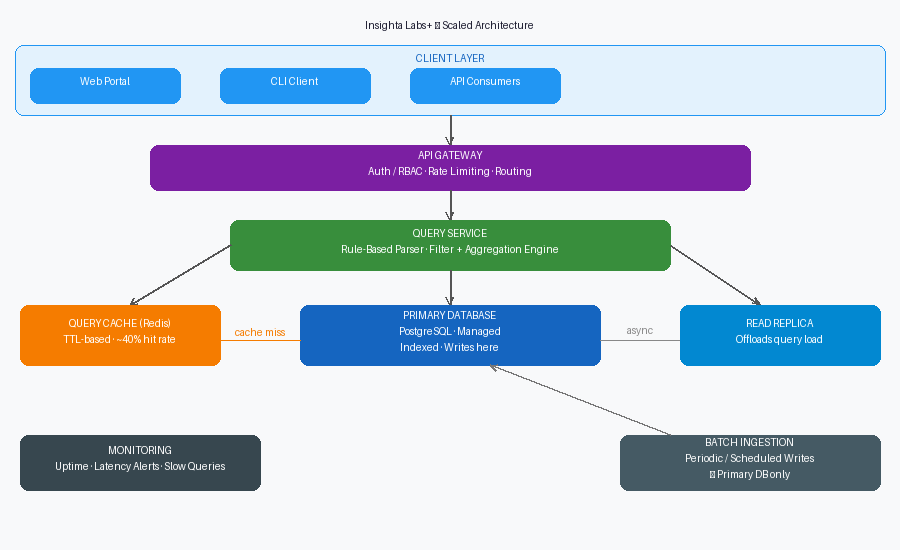 Insighta Labs+ Scaled Architecture
CLIENT LAYER
Web Portal
CLI Client
API Consumers
API GATEWAY
Auth / RBAC · Rate Limiting · Routing
QUERY SERVICE
Rule-Based Parser · Filter + Aggregation Engine
QUERY CACHE (Redis)
TTL-based · ~40% hit rate
cache miss
PRIMARY DATABASE
PostgreSQL · Managed
Indexed · Writes here
async
READ REPLICA
Offloads query load
MONITORING
Uptime · Latency Alerts · Slow Queries
BATCH INGESTION
Periodic / Scheduled Writes
Primary DB only